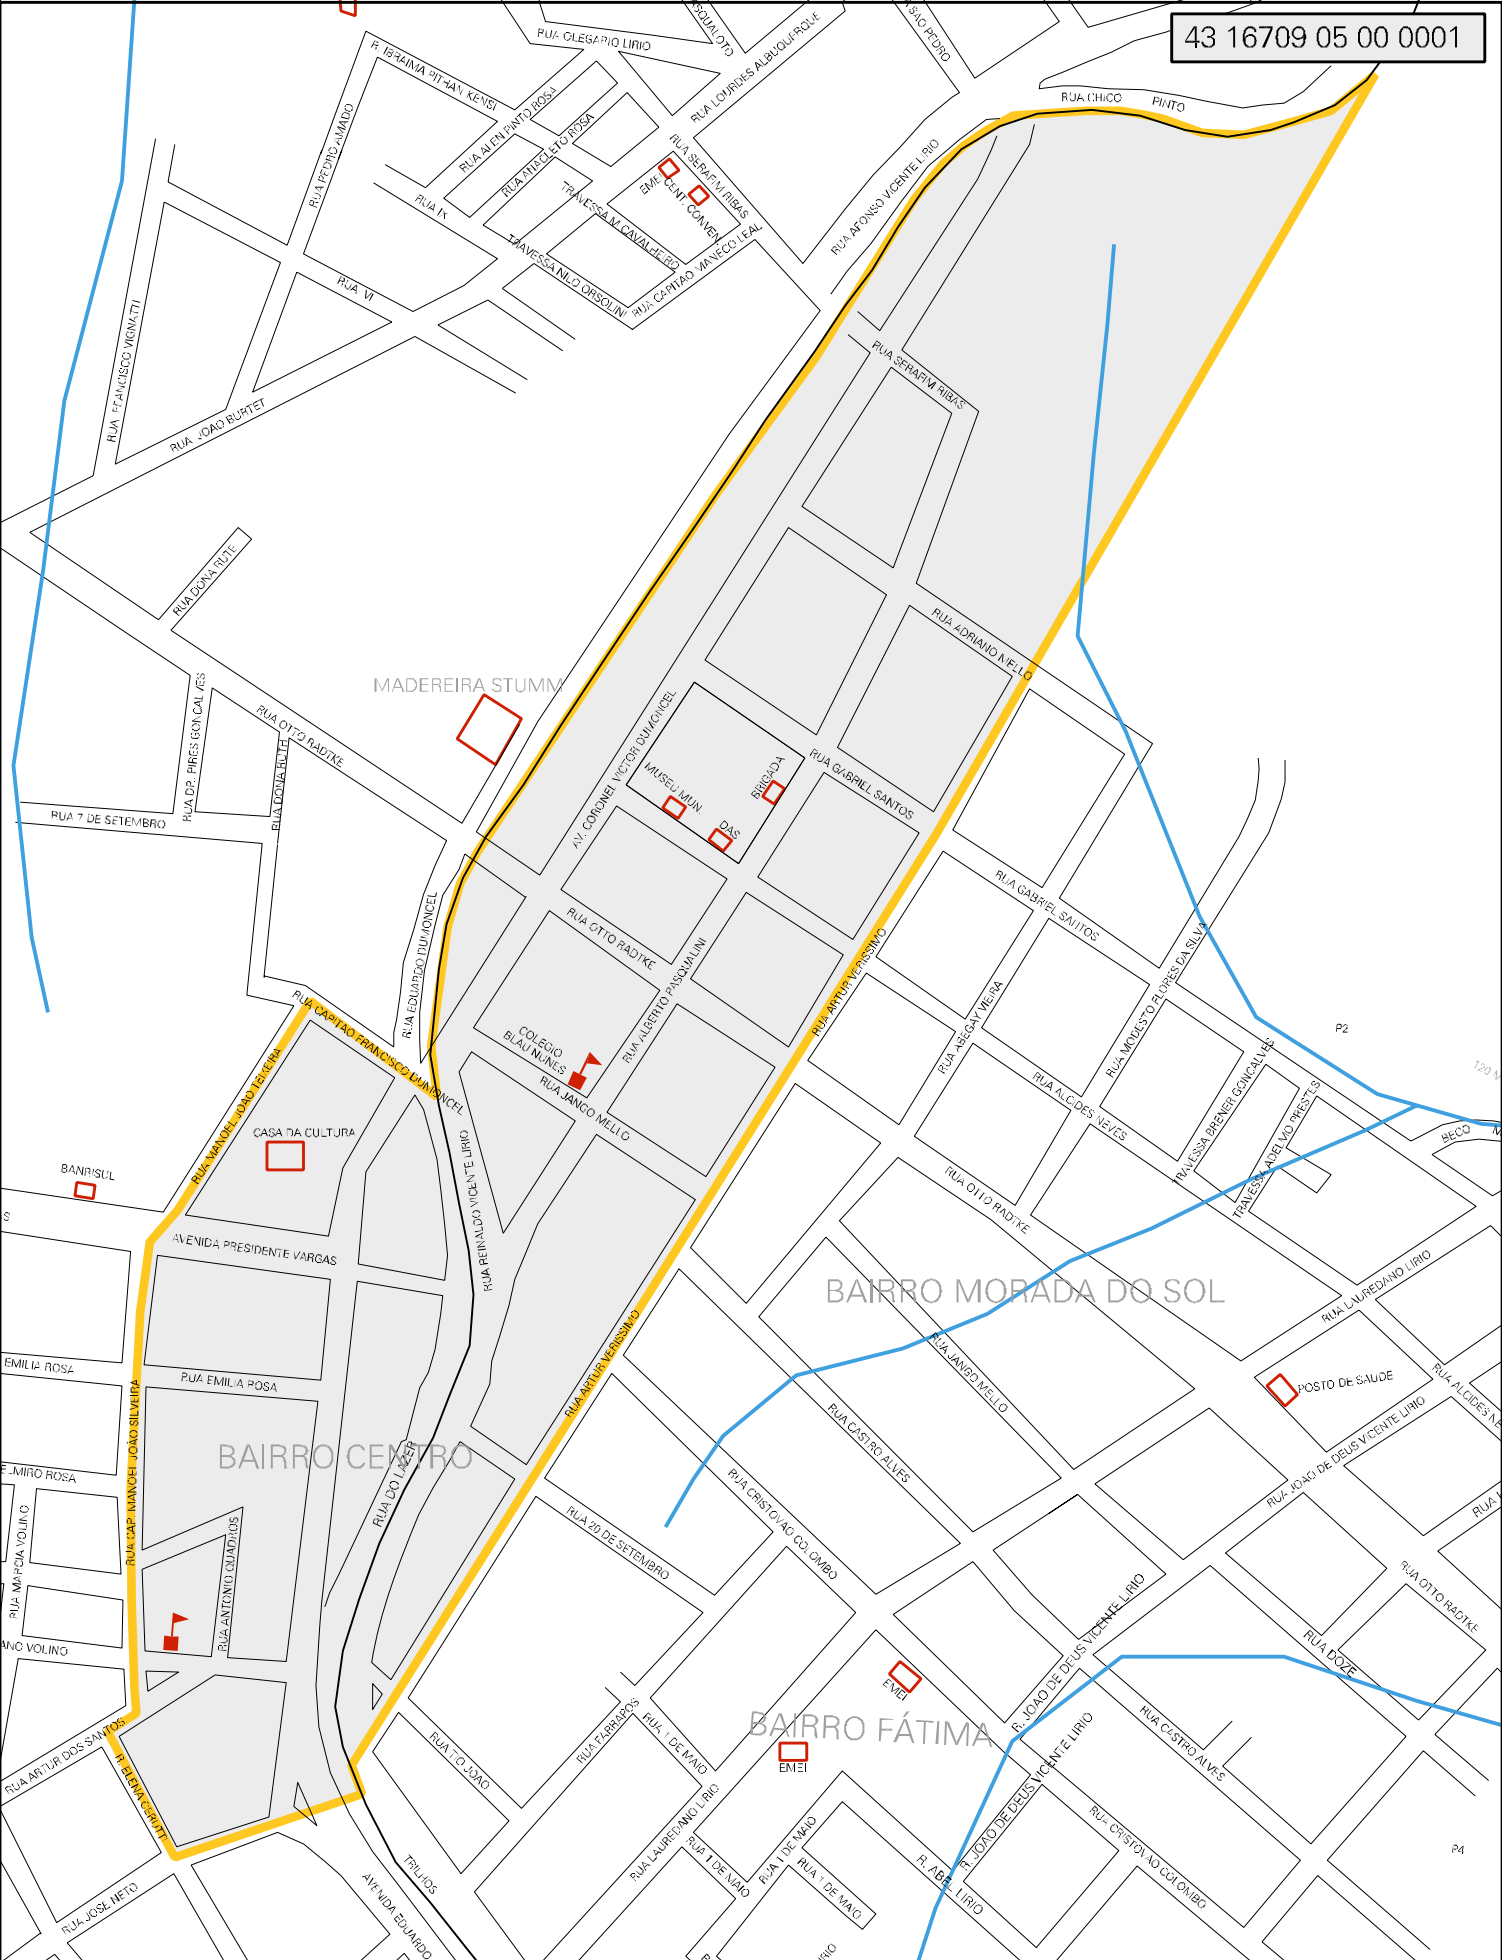 43 16709 05 00 0001
RUA OLEGARIO LIRIO
RUA LOURDES ALBUQUERQUE
R. IBRAIMA PITHAN KENSI
RUA CHICO PINTO
RUA PEDRO AMADO
RUA ALEN PINTO ROSA
RUA ANACLETO ROSA
RUA SERAFIM RIBAS
EMEI
CENT. CONVEN.
RUA IX
TRAVESSA M CAVALHEIRO
TRAVESSA NILO ORSOLINI
RUA CAPITAO MANECO LEAL
RUA AFONSO VICENTE LIRIO
RUA VI
RUA FRANCISCO VIGNATTI
RUA JOAO BURTET
RUA SERAFIM RIBAS
RUA DONA RUTE
RUA ADRIANO MELLO
MADEREIRA STUMM
RUA DR. PIRES GONCALVES
RUA OTTO RADTKE
RUA DONA RUTH
RUA 7 DE SETEMBRO
AV. CORONEL VICTOR DUMONCEL
MUSEU MUN.
BRIGADA
DAS
RUA GABRIEL SANTOS
RUA GABRIEL SANTOS
RUA EDUARDO DUMONCEL
RUA OTTO RADTKE
RUA ALBERTO PASQUALINI
RUA ARTUR VERISSIMO
RUA ABEGAY VIEIRA
RUA MODESTO FLORES DA SILVA
P2
RUA CAPITAO FRANCISCO DUMONCEL
COLEGIO
BLAU NUNES
RUA JANGO MELLO
RUA ALCIDES NEVES
TRAVESSA BRENER GONCALVES
TRAVESSA ADELMO PRESTES
BECO
RUA MANOEL JOAO TEIXEIRA
CASA DA CULTURA
BANRISUL
RUA REINALDO VICENTE LIRIO
RUA OTTO RADTKE
AVENIDA PRESIDENTE VARGAS
BAIRRO MORADA DO SOL
RUA LAUREDANO LIRIO
EMILIA ROSA
RUA EMILIA ROSA
RUA ARTUR VERISSIMO
RUA JANGO MELLO
POSTO DE SAUDE
RUA CASTRO ALVES
RUA JOAO DE DEUS VICENTE LIRIO
RUA CAP. MANOEL JOAO SILVEIRA
BAIRRO CENTRO
RUA DO LAZER
RUA CRISTOVAO COLOMBO
RUA 20 DE SETEMBRO
RUA MARCIA VOLINO
RUA ANTONIO QUADROS
R. JOAO DE DEUS VICENTE LIRIO
RUA OTTO RADTKE
RUA DOZE
EMEI
BAIRRO FÁTIMA
RUA ARTUR DOS SANTOS
R. ELENA CERUTTI
RUA TIO JOAO
RUA FARRAPOS
RUA 1 DE MAIO
EMEI
RUA CASTRO ALVES
R. JOAO DE DEUS VICENTE LIRIO
RUA LAUREDANO LIRIO
RUA 1 DE MAIO
RUA 1 DE MAIO
RUA 1 DE MAIO
R. ABEL LIRIO
RUA CRISTOVAO COLOMBO
P4
RUA JOSE NETO
TRILHOS
AVENIDA EDUARDO